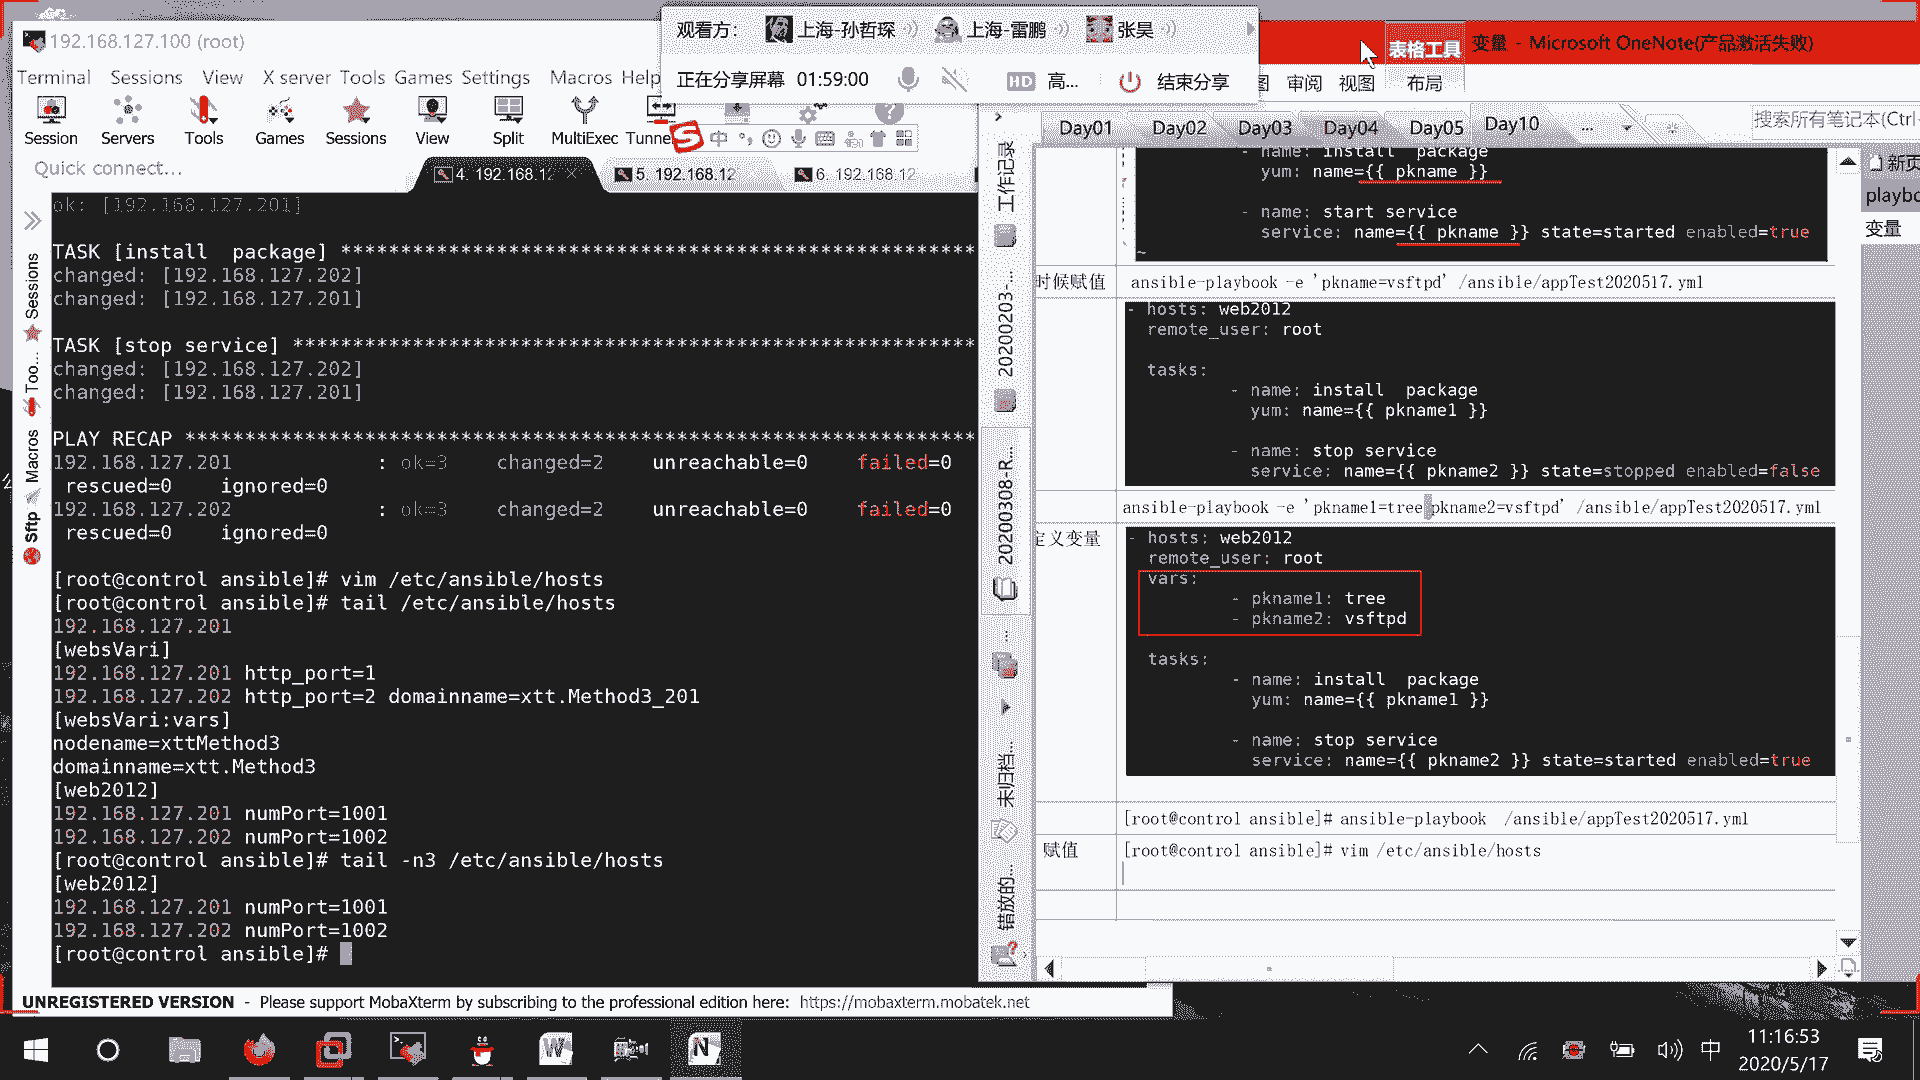 192.168.127.100 (root)
Terminal Sessions View X server Tools Games Settings Macros Help
Session Servers Tools Games Sessions View Split MultiExec Tunne
Quick connect...
4. 192.168.12
5. 192.168.12
6. 192.168.12
观看方: 上海-孙哲琛 上海-雷鹏 张昊
正在分享屏幕 01:59:00 HD 高... 结束分享
中
表格工具
变量 - Microsoft OneNote(产品激活失败)
审阅 视图 布局
Day01 Day02 Day03 Day04 Day05 Day10 ...
搜索所有笔记本(Ctrl-
新页
playbo
变量
Sessions
Too...
Macros
Sftp
ok: [192.168.127.201]
TASK [install  package] *****************************************************
changed: [192.168.127.202]
changed: [192.168.127.201]
TASK [stop service] *********************************************************
changed: [192.168.127.202]
changed: [192.168.127.201]
PLAY RECAP ******************************************************************
192.168.127.201 : ok=3 changed=2 unreachable=0 failed=0
rescued=0 ignored=0
192.168.127.202 : ok=3 changed=2 unreachable=0 failed=0
rescued=0 ignored=0
[root@control ansible]# vim /etc/ansible/hosts
[root@control ansible]# tail /etc/ansible/hosts
192.168.127.201
[websVari]
192.168.127.201 http_port=1
192.168.127.202 http_port=2 domainname=xtt.Method3_201
[websVari:vars]
nodename=xttMethod3
domainname=xtt.Method3
[web2012]
192.168.127.201 numPort=1001
192.168.127.202 numPort=1002
[root@control ansible]# tail -n3 /etc/ansible/hosts
[web2012]
192.168.127.201 numPort=1001
192.168.127.202 numPort=1002
[root@control ansible]#
工作记录
20200203-...
20200308-R...
...
未归档...
错放的...
- name: install  package
yum: name={{ pkname }}
- name: start service
service: name={{ pkname }} state=started enabled=true
~
时候赋值 ansible-playbook -e 'pkname=vsftpd' /ansible/appTest2020517.yml
- hosts: web2012
remote_user: root
tasks:
- name: install  package
yum: name={{ pkname1 }}
- name: stop service
service: name={{ pkname2 }} state=stopped enabled=false
ansible-playbook -e 'pkname1=tree pkname2=vsftpd' /ansible/appTest2020517.yml
定义变量
- hosts: web2012
remote_user: root
vars:
- pkname1: tree
- pkname2: vsftpd
tasks:
- name: install  package
yum: name={{ pkname1 }}
- name: stop service
service: name={{ pkname2 }} state=started enabled=true
[root@control ansible]# ansible-playbook  /ansible/appTest2020517.yml
赋值 [root@control ansible]# vim /etc/ansible/hosts
UNREGISTERED VERSION - Please support MobaXterm by subscribing to the professional edition here: https://mobaxterm.mobatek.net
中
11:16:53
2020/5/17